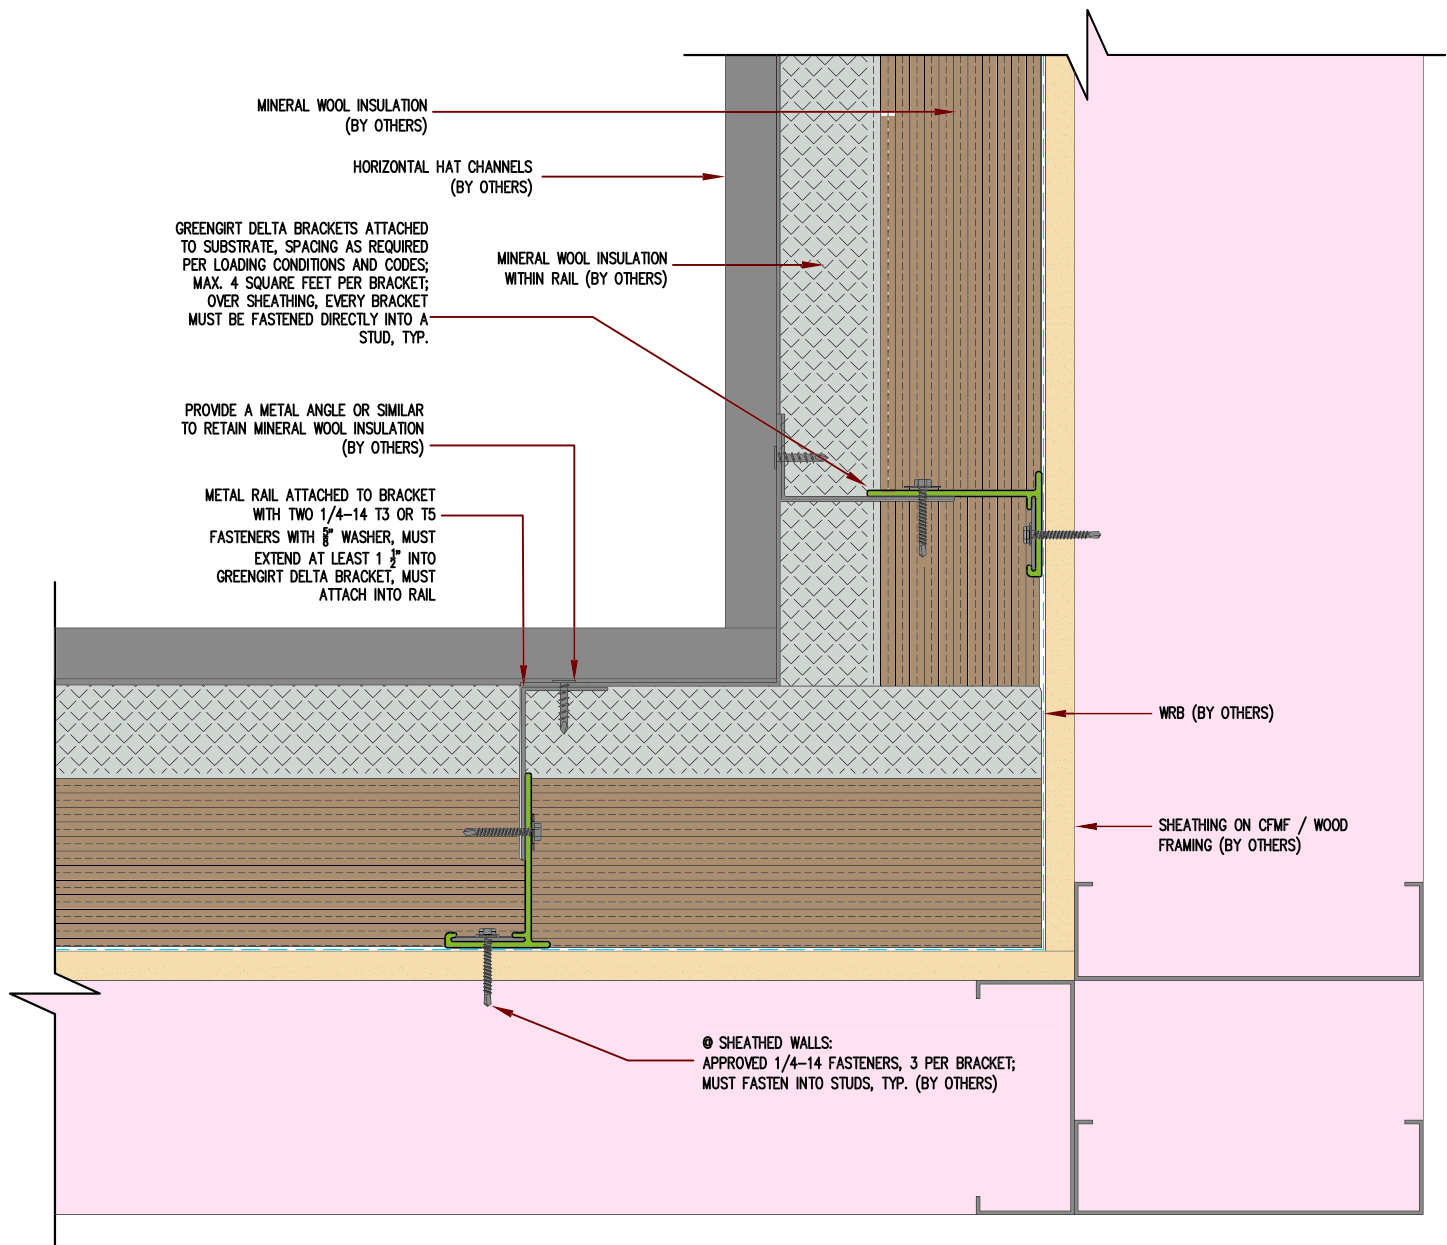 MINERAL WOOL INSULATION
(BY OTHERS)
HORIZONTAL HAT CHANNELS
(BY OTHERS)
GREENGIRT DELTA BRACKETS ATTACHED
TO SUBSTRATE, SPACING AS REQUIRED
PER LOADING CONDITIONS AND CODES;
MAX. 4 SQUARE FEET PER BRACKET;
OVER SHEATHING, EVERY BRACKET
MUST BE FASTENED DIRECTLY INTO A
STUD, TYP.
MINERAL WOOL INSULATION
WITHIN RAIL (BY OTHERS)
PROVIDE A METAL ANGLE OR SIMILAR
TO RETAIN MINERAL WOOL INSULATION
(BY OTHERS)
METAL RAIL ATTACHED TO BRACKET
WITH TWO 1/4-14 T3 OR T5
FASTENERS WITH 5/8" WASHER, MUST
EXTEND AT LEAST 1 1/2" INTO
GREENGIRT DELTA BRACKET, MUST
ATTACH INTO RAIL
WRB (BY OTHERS)
SHEATHING ON CFMF / WOOD
FRAMING (BY OTHERS)
@ SHEATHED WALLS:
APPROVED 1/4-14 FASTENERS, 3 PER BRACKET;
MUST FASTEN INTO STUDS, TYP. (BY OTHERS)